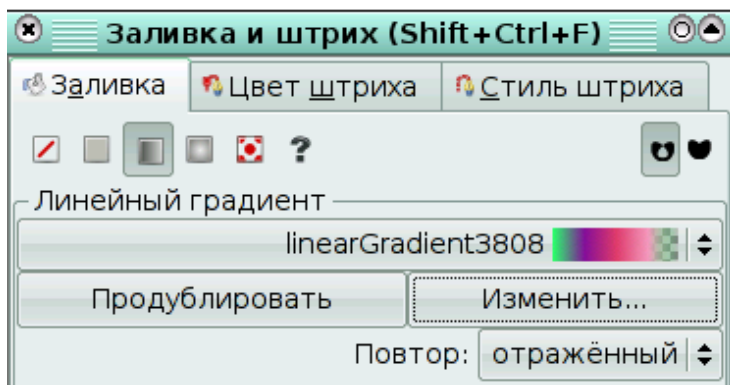 Заливка и штрих (Shift+Ctrl+F)
Заливка Цвет штриха Стиль штриха
?
Линейный градиент
linearGradient3808
Продублировать Изменить...
Повтор: отражённый